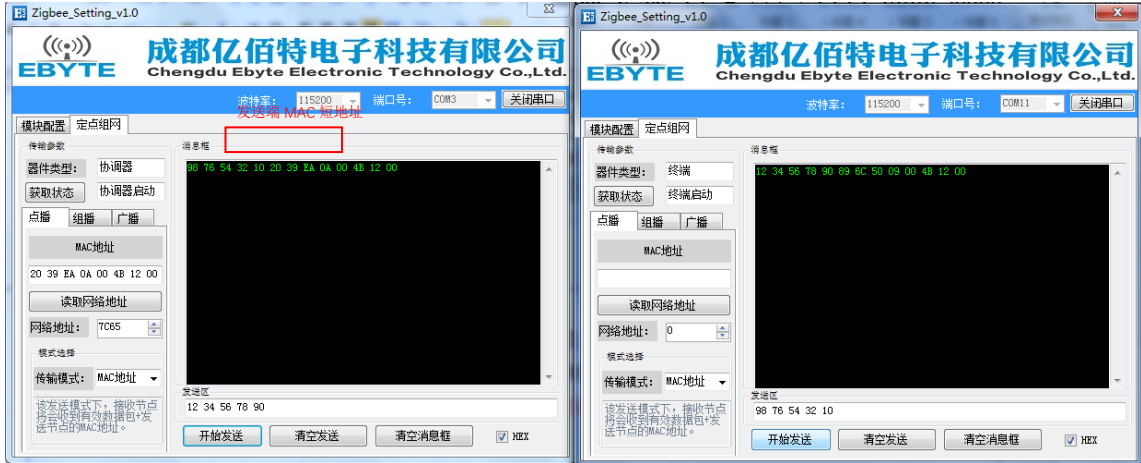 Zigbee_Setting_v1.0
EBYTE
成都亿佰特电子科技有限公司
Chengdu Ebyte Electronic Technology Co.,Ltd.
波特率： 115200 端口号： COM3 关闭串口
发送端 MAC 短地址
模块配置 定点组网
传输参数
器件类型： 协调器
获取状态 协调器启动
点播 组播 广播
MAC地址
20 39 EA 0A 00 4B 12 00
读取网络地址
网络地址： 7C65
模式选择
传输模式： MAC地址
该发送模式下，接收节点
将会收到有效数据包+发
送节点的MAC地址。
消息框
98 76 54 32 10 20 39 EA 0A 00 4B 12 00
发送区
12 34 56 78 90
开始发送 清空发送 清空消息框 HEX
Zigbee_Setting_v1.0
EBYTE
成都亿佰特电子科技有限公司
Chengdu Ebyte Electronic Technology Co.,Ltd.
波特率： 115200 端口号： COM11 关闭串口
模块配置 定点组网
传输参数
器件类型： 终端
获取状态 终端启动
点播 组播 广播
MAC地址
读取网络地址
网络地址： 0
模式选择
传输模式： MAC地址
该发送模式下，接收节点
将会收到有效数据包+发
送节点的MAC地址。
消息框
12 34 56 78 90 89 6C 50 09 00 4B 12 00
发送区
98 76 54 32 10
开始发送 清空发送 清空消息框 HEX